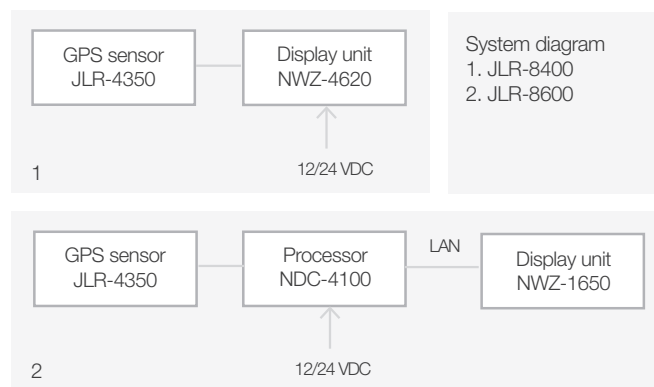 GPS sensor
JLR-4350
Display unit
NWZ-4620
12/24 VDC
1
System diagram
1. JLR-8400
2. JLR-8600
GPS sensor
JLR-4350
Processor
NDC-4100
LAN
Display unit
NWZ-1650
12/24 VDC
2